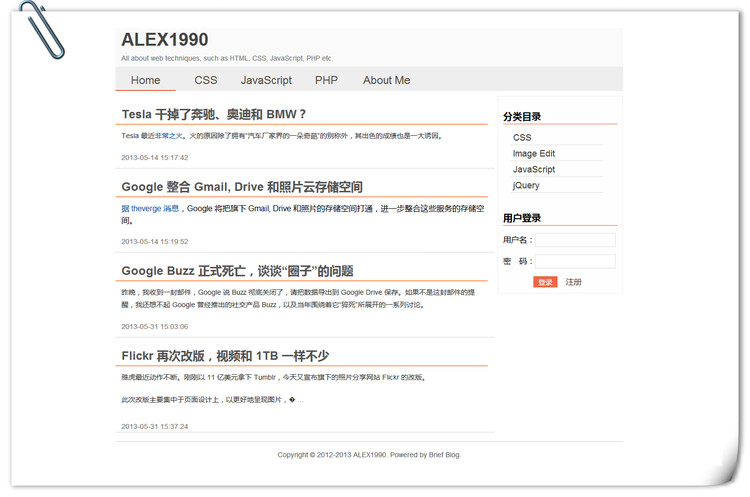 ALEX1990
All about web techniques, such as HTML, CSS, JavaScript, PHP etc.
Home CSS JavaScript PHP About Me
Tesla 干掉了奔驰、奥迪和 BMW？
Tesla 最近非常之火。火的原因除了拥有“汽车厂家界的一朵奇葩”的别称外，其出色的成绩也是一大诱因。
2013-05-14 15:17:42
Google 整合 Gmail, Drive 和照片云存储空间
据 theverge 消息，Google 将把旗下 Gmail, Drive 和照片的存储空间打通，进一步整合这些服务的存储空
间。
2013-05-14 15:19:52
Google Buzz 正式死亡，谈谈“圈子”的问题
昨晚，我收到一封邮件，Google 说 Buzz 彻底关闭了，请把数据导出到 Google Drive 保存。如果不是这封邮件的提
醒，我还想不起 Google 曾经推出的社交产品 Buzz，以及当年围绕着它“猝死”所展开的一系列讨论。
2013-05-31 15:03:06
Flickr 再次改版，视频和 1TB 一样不少
雅虎最近动作不断。刚刚以 11 亿美元拿下 Tumblr，今天又宣布旗下的照片分享网站 Flickr 的改版。
此次改版主要集中于页面设计上，以更好地呈现图片，� ...
2013-05-31 15:37:24
分类目录
CSS
Image Edit
JavaScript
jQuery
用户登录
用户名：
密 码：
登录 注册
Copyright © 2012-2013 ALEX1990. Powered by Brief Blog.